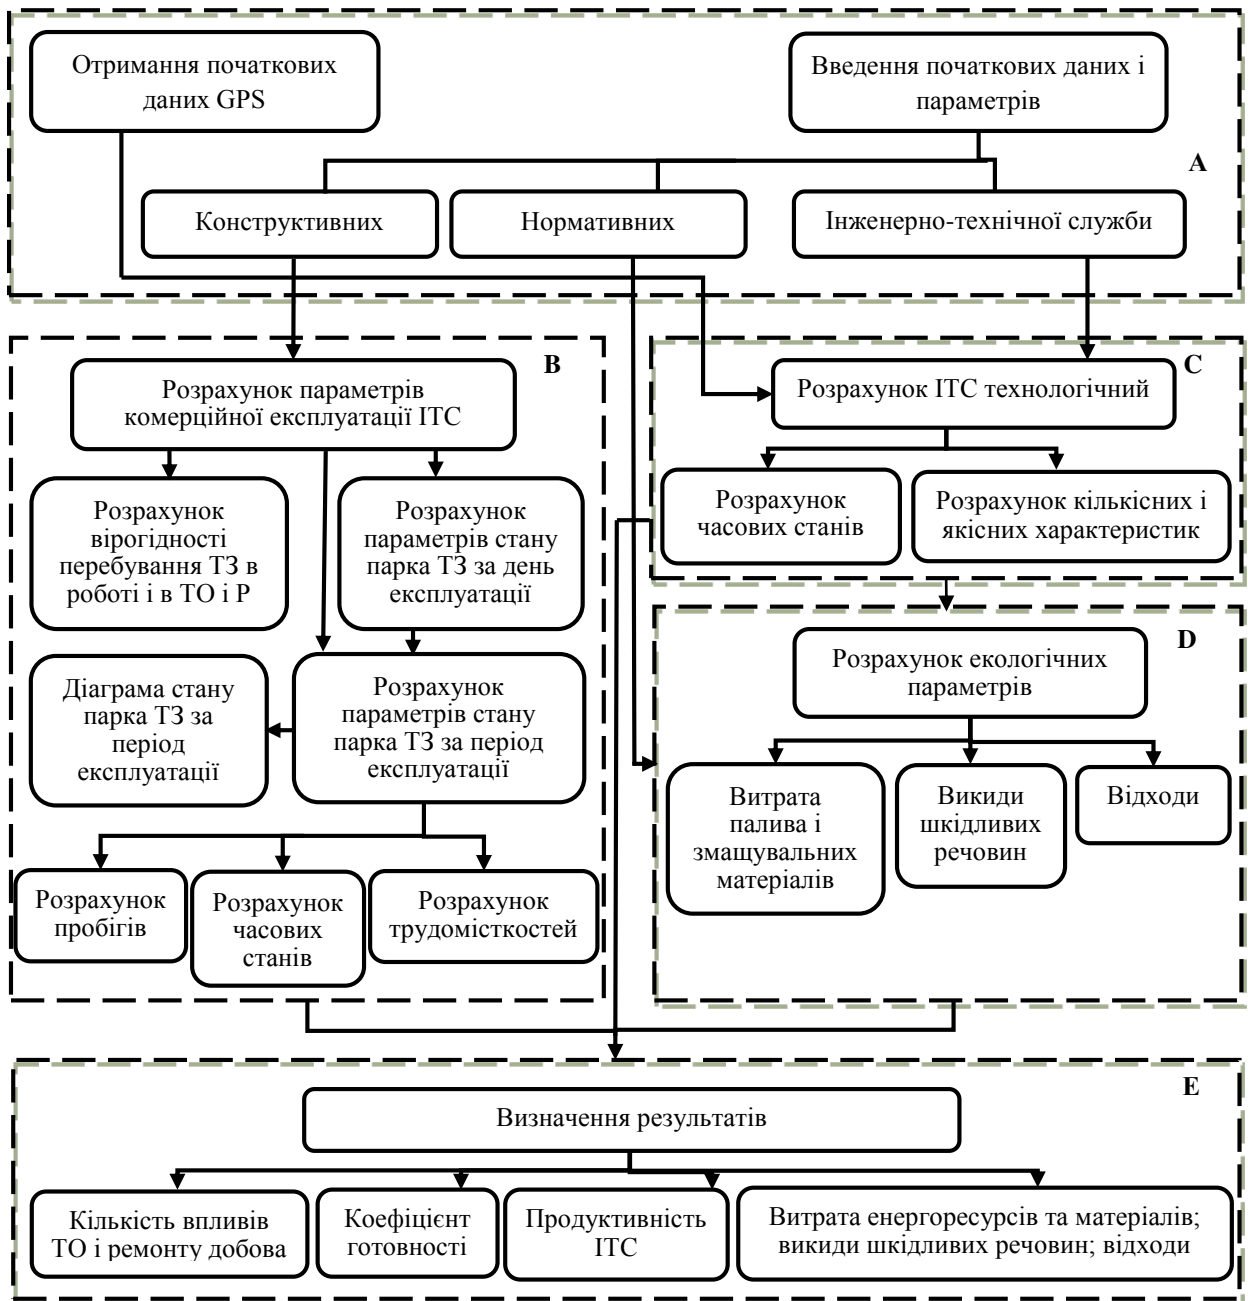 Отримання початкових
даних GPS
Введення початкових даних і
параметрів
A
Конструктивних
Нормативних
Інженерно-технічної служби
B
Розрахунок параметрів
комерційної експлуатації ІТС
Розрахунок
вірогідності
перебування ТЗ в
роботі і в ТО і Р
Розрахунок
параметрів стану
парка ТЗ за день
експлуатації
Діаграма стану
парка ТЗ за
період
експлуатації
Розрахунок
параметрів стану
парка ТЗ за період
експлуатації
Розрахунок
пробігів
Розрахунок
часових
станів
Розрахунок
трудомісткостей
C
Розрахунок ІТС технологічний
Розрахунок
часових станів
Розрахунок кількісних і
якісних характеристик
D
Розрахунок екологічних
параметрів
Витрата
палива і
змащувальних
матеріалів
Викиди
шкідливих
речовин
Відходи
E
Визначення результатів
Кількість впливів
ТО і ремонту добова
Коефіцієнт
готовності
Продуктивність
ІТС
Витрата енергоресурсів та матеріалів;
викиди шкідливих речовин; відходи